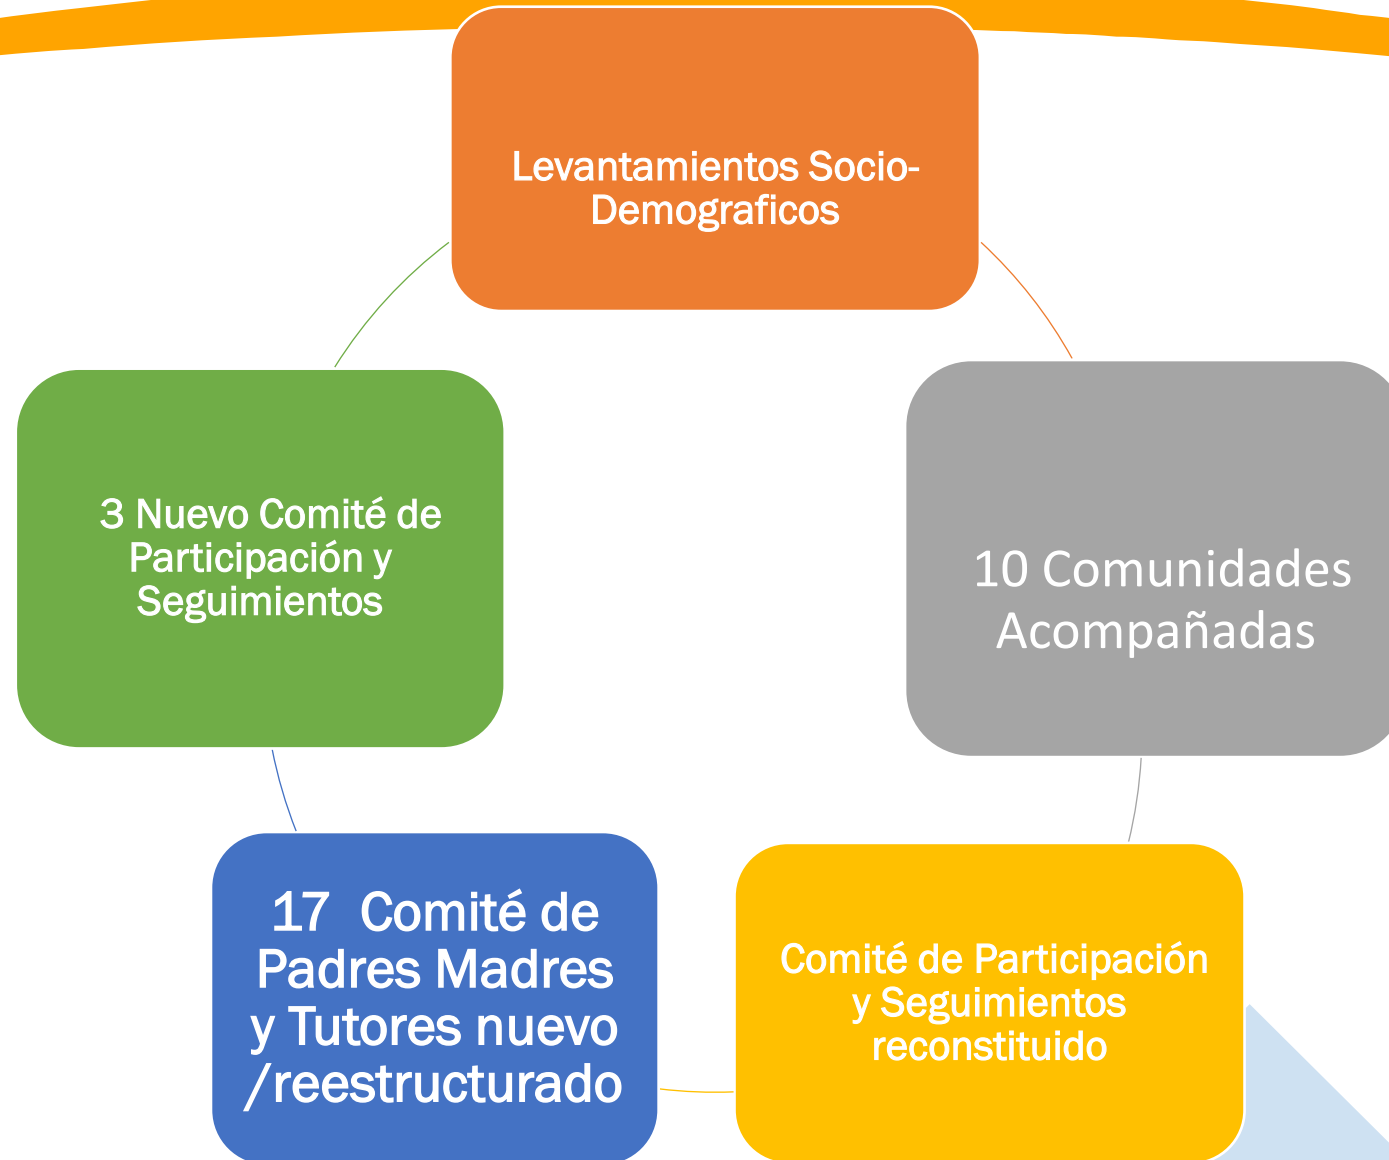 Levantamientos Socio-
Demograficos
10 Comunidades
Acompañadas
Comité de Participación
y Seguimientos
reconstituido
17 Comité de
Padres Madres
y Tutores nuevo
/reestructurado
3 Nuevo Comité de
Participación y
Seguimientos